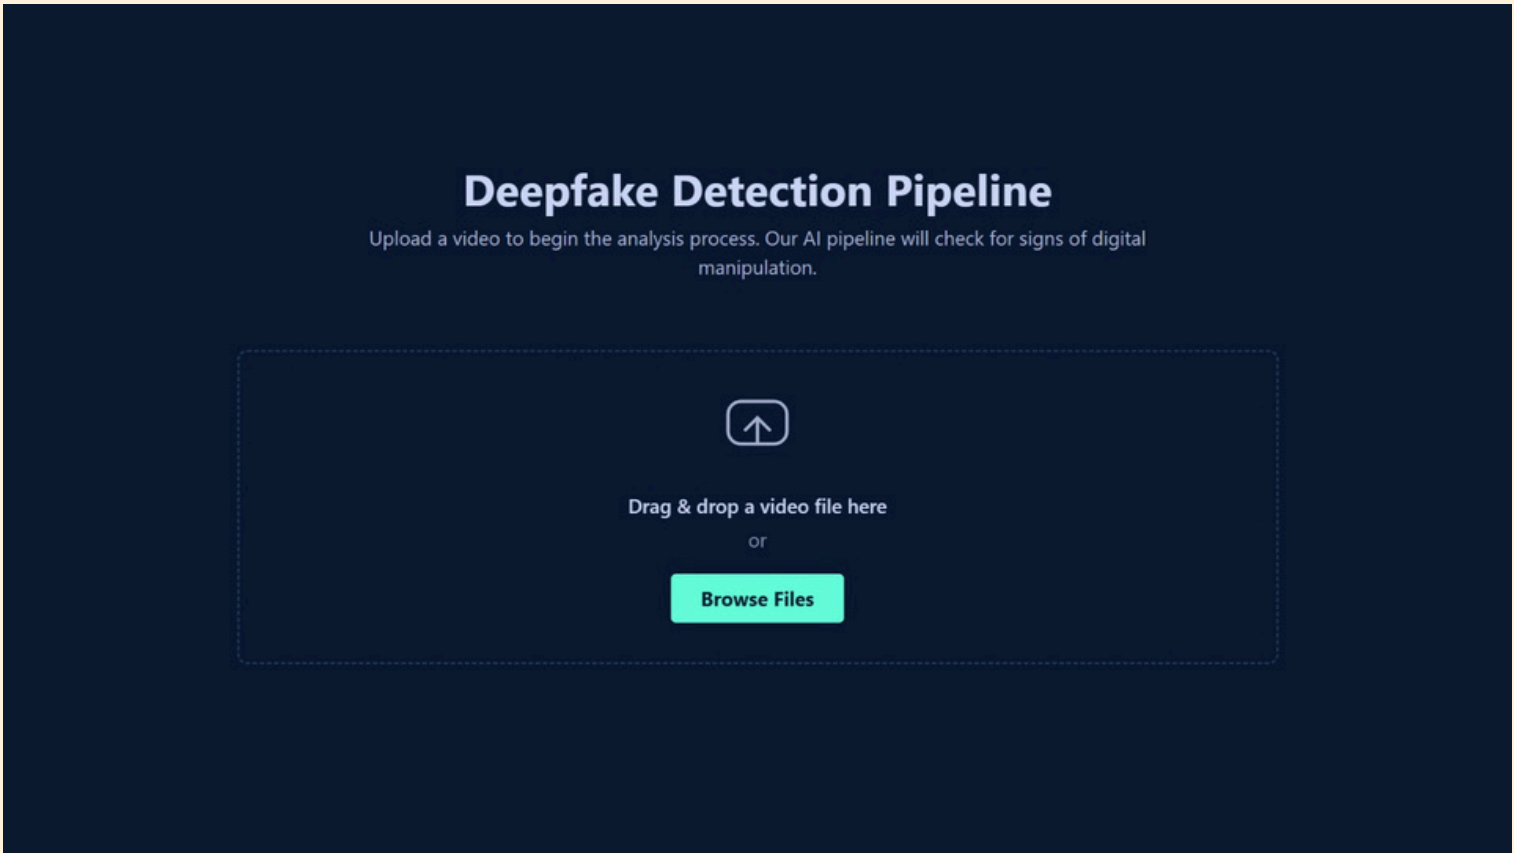 Deepfake Detection Pipeline
Upload a video to begin the analysis process. Our AI pipeline will check for signs of digital
manipulation.
Drag & drop a video file here
or
Browse Files